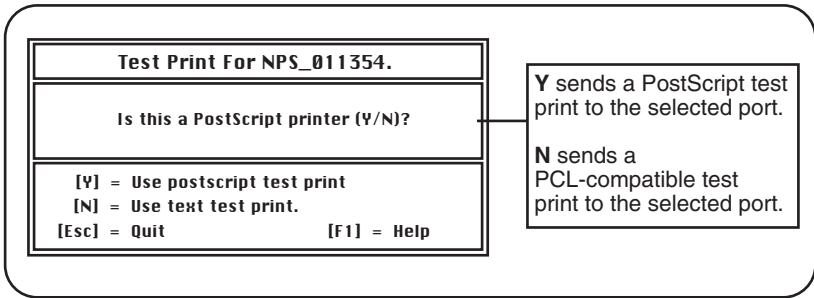 Test Print For NPS_011354.
Is this a PostScript printer (Y/N)?
[Y] = Use postscript test print
[N] = Use text test print.
[Esc] = Quit [F1] = Help
Y sends a PostScript test
print to the selected port.
N sends a
PCL-compatible test
print to the selected port.